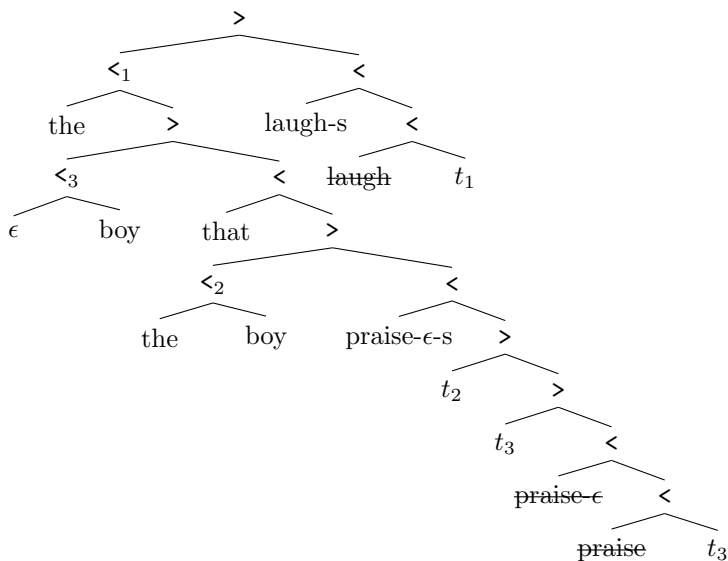 >
<₁ <
the > laugh-s <
<₃ < ~~laugh~~ t₁
ϵ boy that >
<₂ <
the boy praise-ϵ-s >
t₂ >
t₃ <
~~praise-ϵ~~ <
~~praise~~ t₃